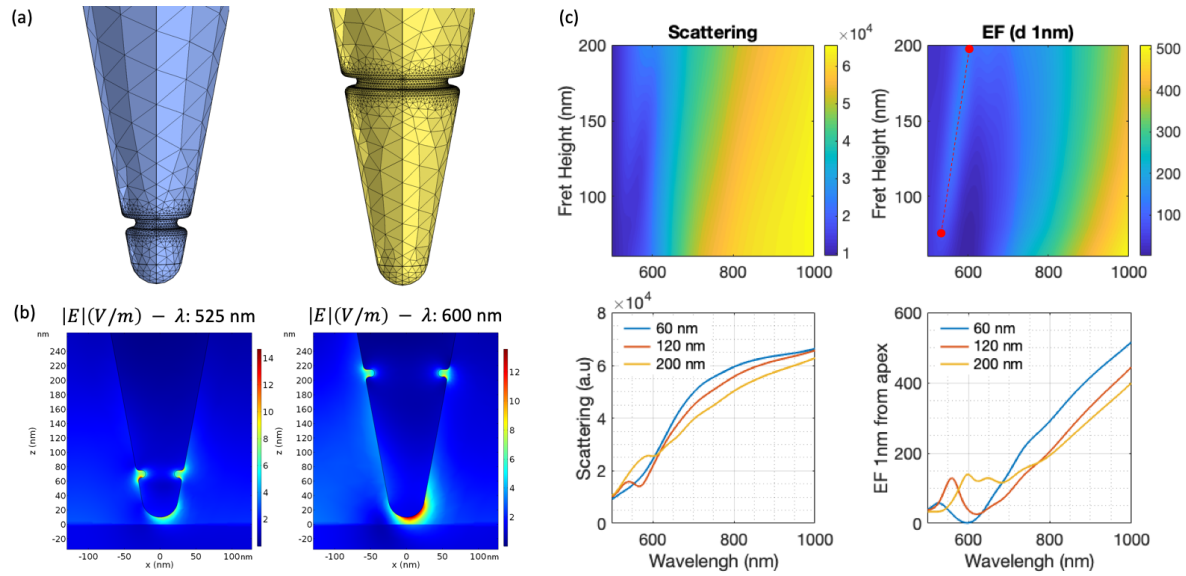 (a)
(b)
|E|(V/m) − λ: 525 nm
nm
240
220
200
180
160
140
120
100
80
60
40
20
0
-20
z (nm)
-100 -50 0 50 100 nm
x (nm)
14
12
10
8
6
4
2
|E|(V/m) − λ: 600 nm
nm
240
220
200
180
160
140
120
100
80
60
40
20
0
-20
z (nm)
-100 -50 0 50 100nm
x (nm)
12
10
8
6
4
2
(c)
Scattering
200
150
100
Fret Height (nm)
600 800 1000
×10⁴
6
5
4
3
2
1
EF (d 1nm)
200
150
100
Fret Height (nm)
600 800 1000
500
400
300
200
100
×10⁴
8
6
4
2
0
Scattering (a.u)
60 nm
120 nm
200 nm
600 800 1000
Wavelengh (nm)
600
400
200
0
EF 1nm from apex
60 nm
120 nm
200 nm
600 800 1000
Wavelengh (nm)